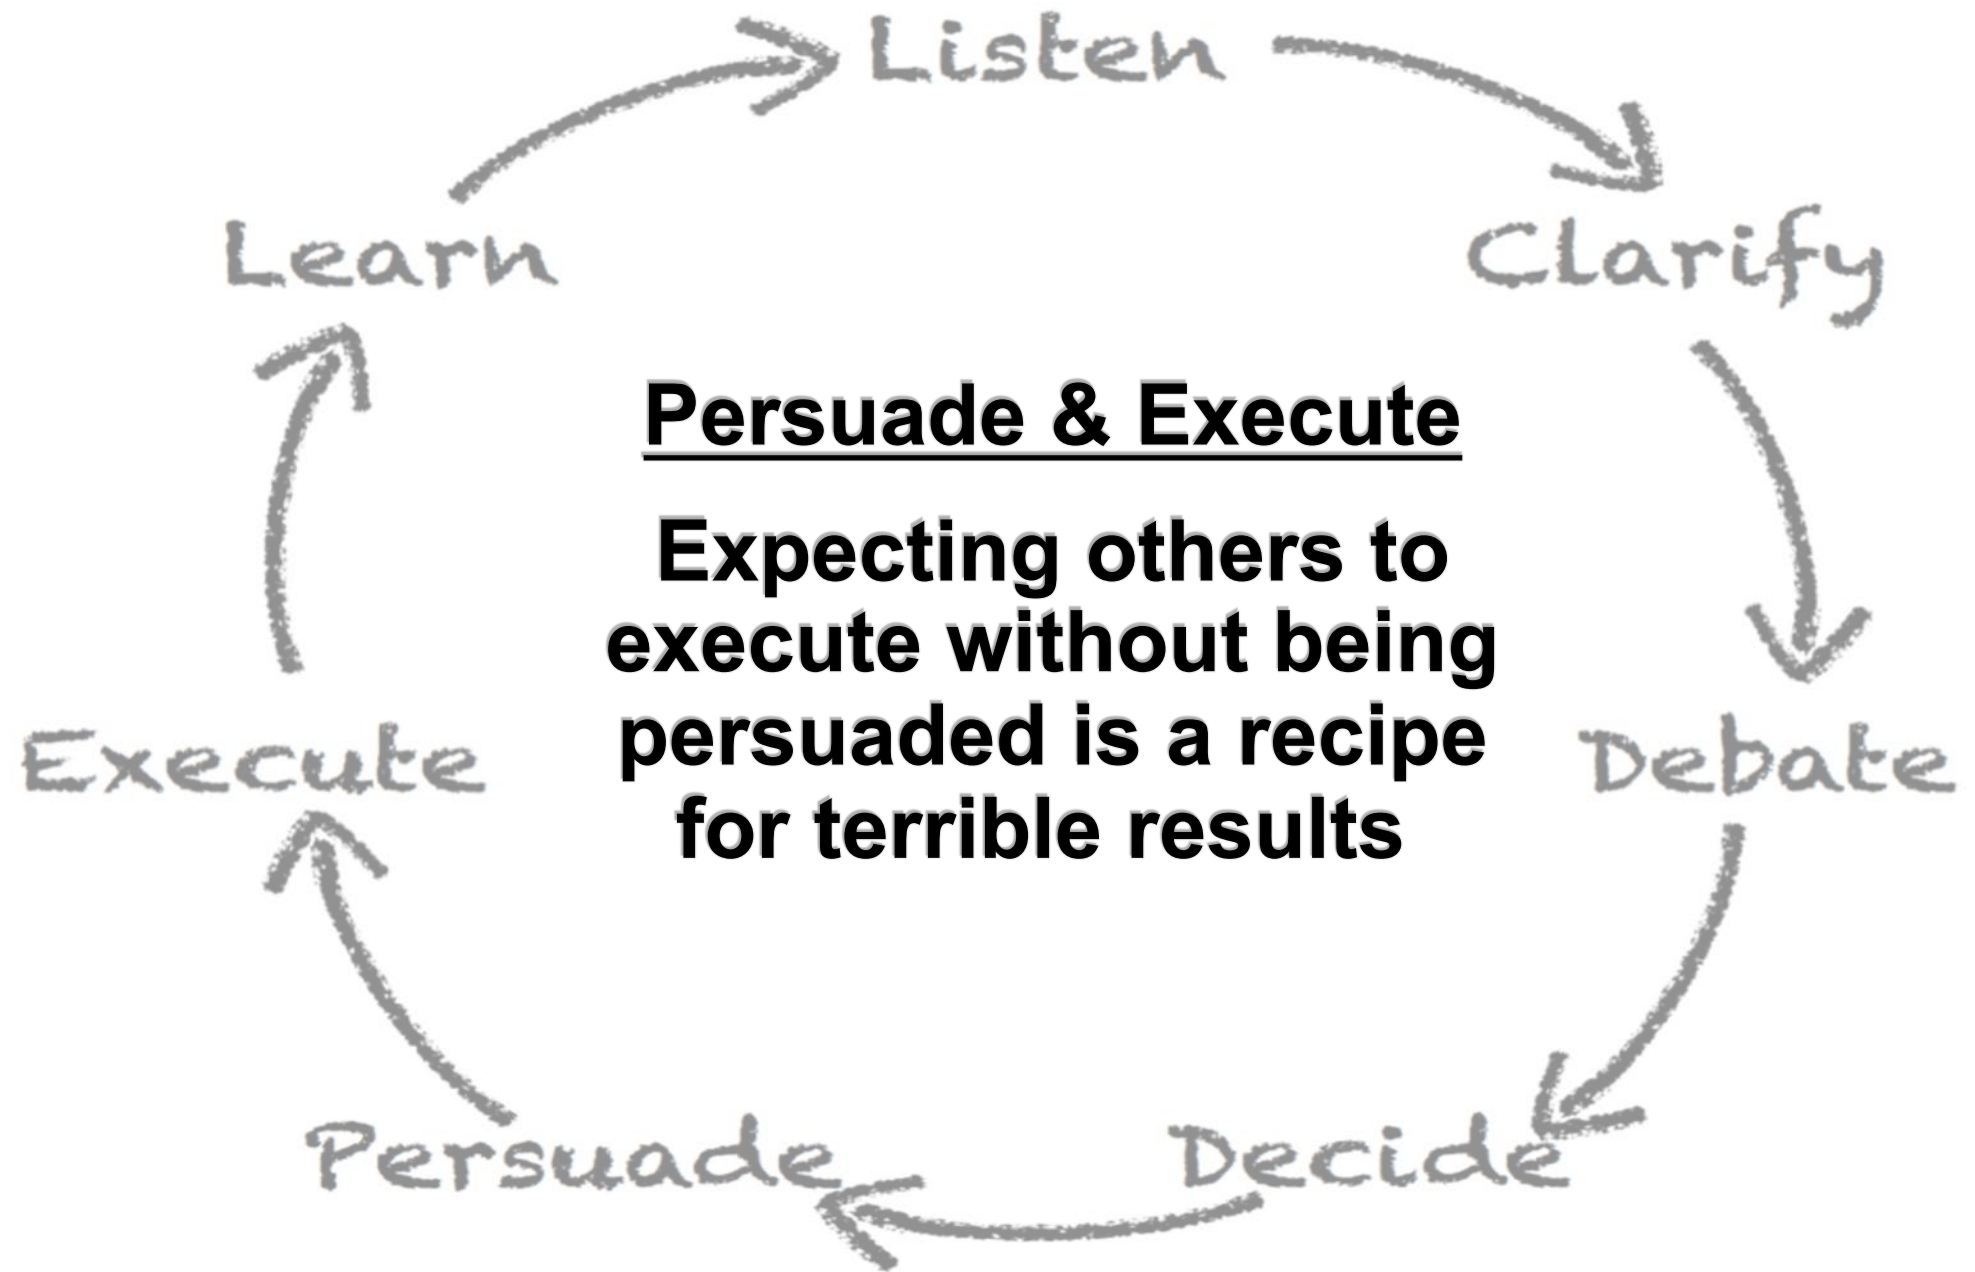 Listen
Learn
Clarify
Persuade & Execute
Expecting others to
execute without being
persuaded is a recipe
for terrible results
Execute
Debate
Persuade
Decide